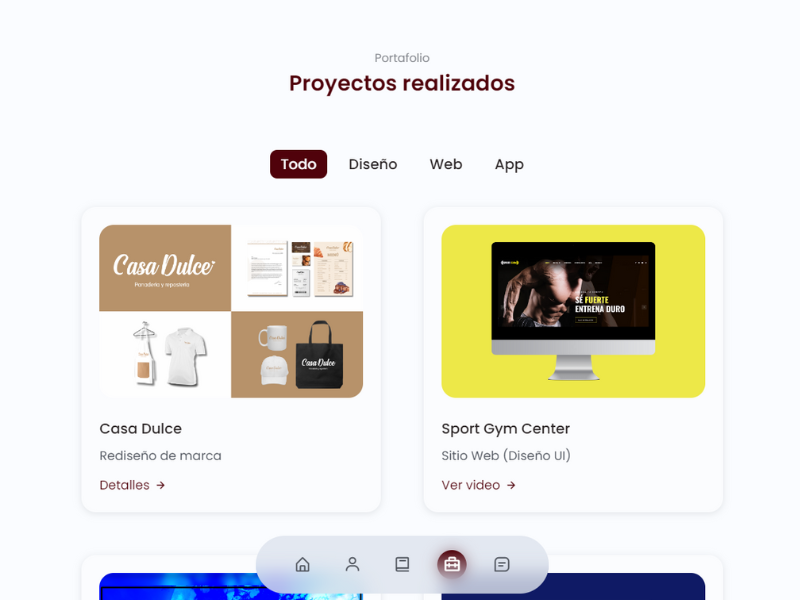 Portafolio
Proyectos realizados
Todo
Diseño
Web
App
Casa Dulce
Panadería y repostería
Casa Dulce
SÉ FUERTE
ENTRENA DURO
Casa Dulce
Rediseño de marca
Detalles →
Sport Gym Center
Sitio Web (Diseño UI)
Ver video →